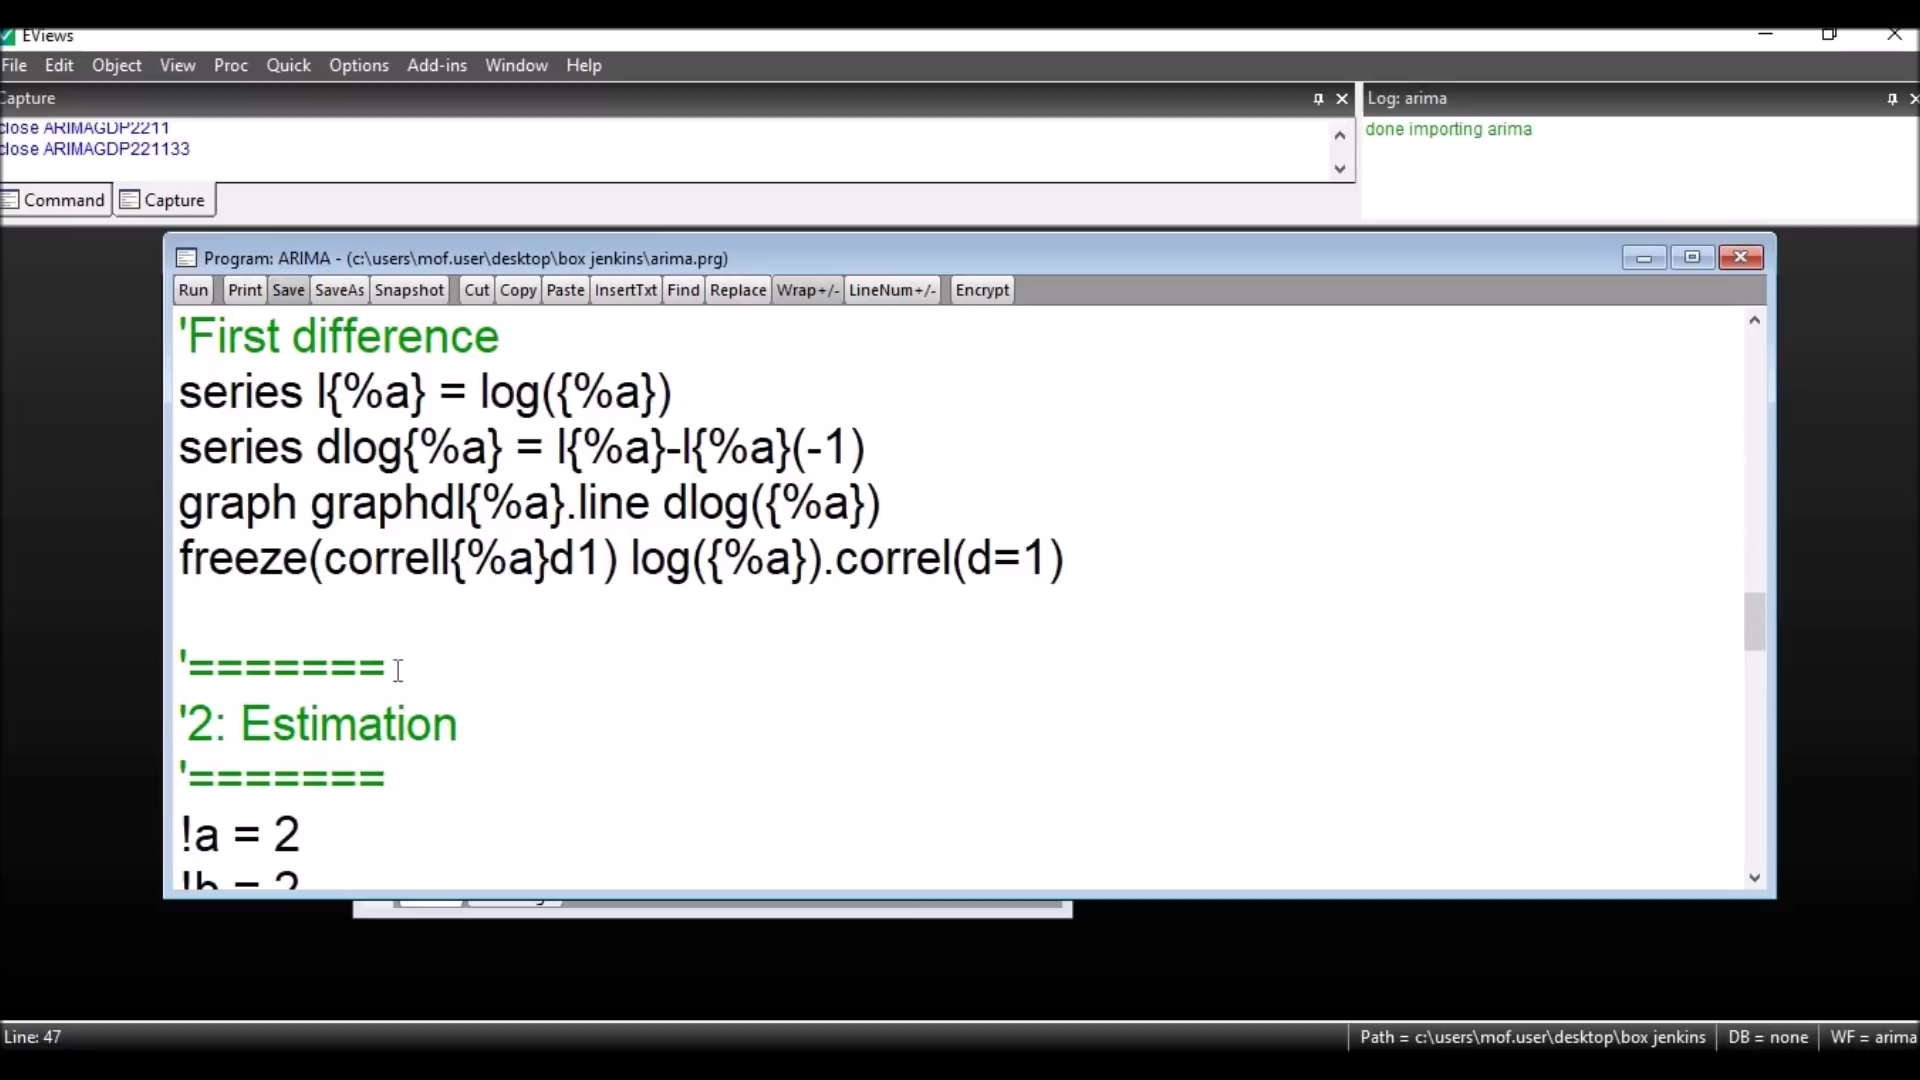 EViews
File Edit Object View Proc Quick Options Add-ins Window Help
Capture
Log: arima
close ARIMAGDP2211
close ARIMAGDP221133
done importing arima
Command Capture
Program: ARIMA - (c:\users\mof.user\desktop\box jenkins\arima.prg)
Run Print Save SaveAs Snapshot Cut Copy Paste InsertTxt Find Replace Wrap+/- LineNum+/- Encrypt
'First difference
series l{%a} = log({%a})
series dlog{%a} = l{%a}-l{%a}(-1)
graph graphdl{%a}.line dlog({%a})
freeze(correll{%a}d1) log({%a}).correl(d=1)
'=======
'2: Estimation
'=======
!a = 2
!b = 2
Line: 47
Path = c:\users\mof.user\desktop\box jenkins DB = none WF = arima